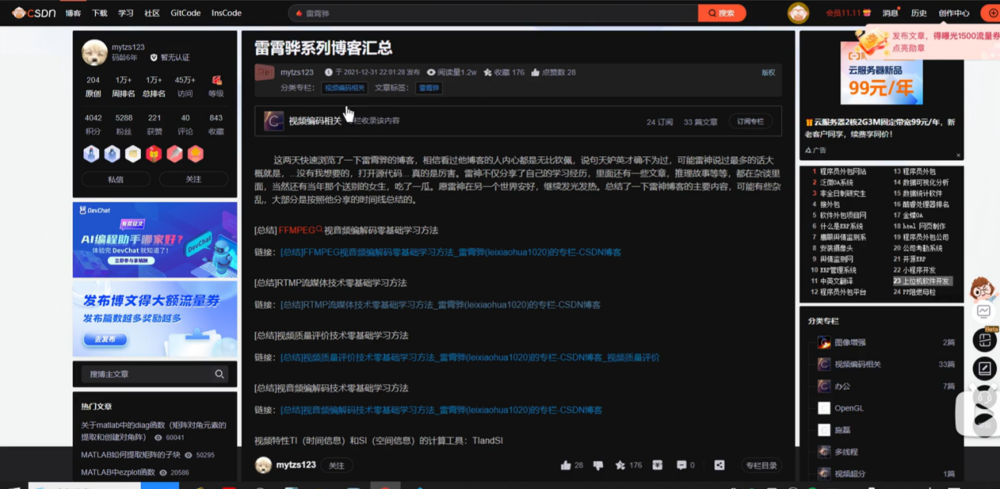 CSDN 博客 下载 学习 社区 GitCode InsCode 雷霄骅 搜索 会员11.11 消息 历史 创作中心
发布文章，得曝光1500流量券
点亮勋章
mytzs123
码龄6年 暂无认证
204 1万+ 1万+ 45万+
原创 周排名 总排名 访问 等级
4042 5288 221 40 843
积分 粉丝 获赞 评论 收藏
私信 关注
DevChat
有奖征文
AI编程助手哪家好?
体验完 DevChat 就知道了!
立即参与拿稿酬
DevChat
发布博文得大额流量券
发布篇数越多奖励越多
去发布
搜博主文章
热门文章
关于matlab中的diag函数（矩阵对角元素的
提取和创建对角阵） 60041
MATLAB如何提取矩阵的子块 50295
MATLAB中ezplot函数 20586
雷霄骅系列博客汇总
mytzs123 于 2021-12-31 22:01:28 发布 阅读量1.2w 收藏 176 点赞数 28 版权
分类专栏： 视频编码相关 文章标签： 雷霄骅
视频编码相关 栏收录该内容 24 订阅 33 篇文章 订阅专栏
这两天快速浏览了一下雷霄骅的博客，相信看过他博客的人内心都是无比钦佩，说句天妒英才确不为过，可能雷神说过最多的话大
概就是，...没有我想要的，打开源代码... 真的是厉害。雷神不仅分享了自己的学习经历，里面还有一些文章，推理故事等等，都在杂谈里
面，当然还有当年那个送别的女生，吃了一瓜。愿雷神在另一个世界安好，继续发光发热。总结了一下雷神博客的主要内容，可能有些杂
乱，大部分是按照他分享的时间线总结的。
[总结]FFMPEG视音频编解码零基础学习方法
链接：[总结]FFMPEG视音频编解码零基础学习方法_雷霄骅(leixiaohua1020)的专栏-CSDN博客
[总结]RTMP流媒体技术零基础学习方法
链接：[总结]RTMP流媒体技术零基础学习方法_雷霄骅(leixiaohua1020)的专栏-CSDN博客
[总结]视频质量评价技术零基础学习方法
链接：[总结]视频质量评价技术零基础学习方法_雷霄骅(leixiaohua1020)的专栏-CSDN博客_视频质量评价
[总结]视音频编解码技术零基础学习方法
链接：[总结]视音频编解码技术零基础学习方法_雷霄骅(leixiaohua1020)的专栏-CSDN博客
视频特性TI（时间信息）和SI（空间信息）的计算工具：TIandSI
mytzs123 关注 28 176 0 专栏目录
云服务器新品
99元/年
云服务器2核2G3M固定带宽99元/年，新
老客户同享，续费享同价!
广告
1 程序员外包网站 13 程序员外包
2 泛微OA系统 14 数据可视化分析
3 非全日制研究生 15 数据统计软件
4 接外包 16 酷睿处理器排名
5 软件外包项目网 17 金蝶OA
6 什么是ERP系统 18 html 网页制作
7 鹰眼舆情监测系 19 程序员外包公司
8 安装摄像头 20 公司考勤系统
9 舆情监测网 21 开源ERP
10 ERP管理系统 22 小程序开发
11 中英文翻译 23 上位机软件开发
12 程序员外包平台 24 PP阻燃母粒
分类专栏
图像增强 2篇
视频编码相关 33篇
办公 7篇
OpenGL
施磊
多线程
视频超分 1篇
Beta